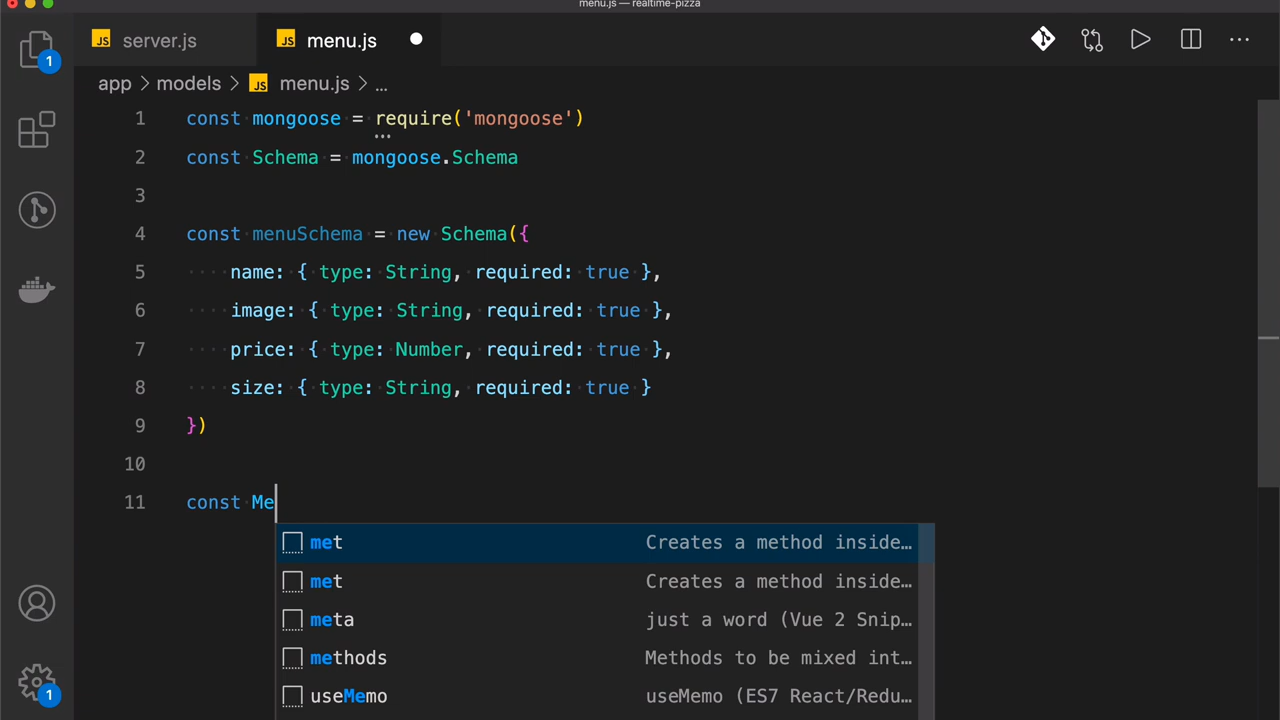 menu.js — realtime-pizza
JS server.js JS menu.js
app > models > JS menu.js > ...
1 const mongoose = require('mongoose')
2 const Schema = mongoose.Schema
3
4 const menuSchema = new Schema({
5 name: { type: String, required: true },
6 image: { type: String, required: true },
7 price: { type: Number, required: true },
8 size: { type: String, required: true }
9 })
10
11 const Me
met Creates a method inside…
met Creates a method inside…
meta just a word (Vue 2 Snip…
methods Methods to be mixed int…
useMemo useMemo (ES7 React/Redu…
1
1